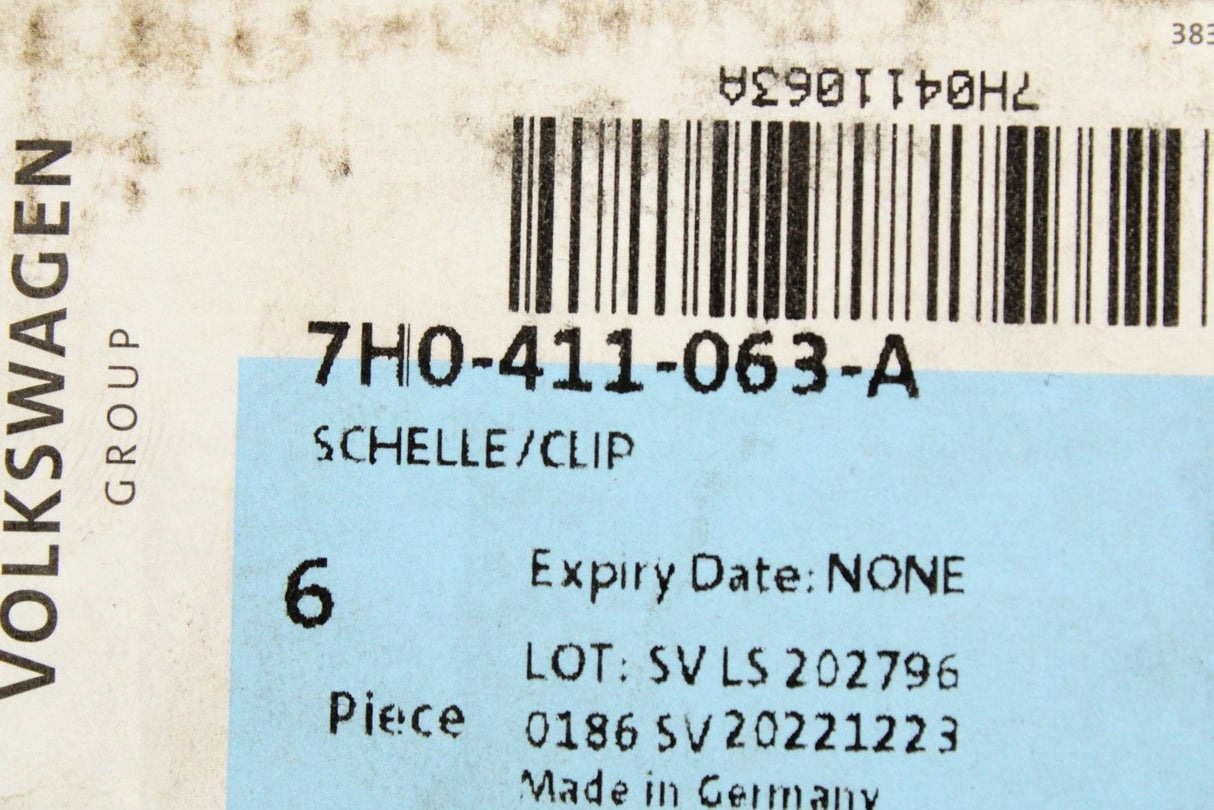 383
7H0411063A
VOLKSWAGEN
GROUP
7H0-411-063-A
SCHELLE/CLIP
6
Piece
Expiry Date: NONE
LOT: SV LS 202796
0186 SV 20221223
Made in Germany